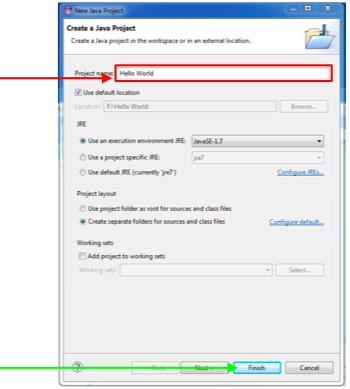 New Java Project
Create a Java Project
Create a Java project in the workspace or in an external location.
Project name: Hello World
Use default location
Location: F:\Hello World Browse...
JRE
Use an execution environment JRE: JavaSE-1.7
Use a project specific JRE: jre7
Use default JRE (currently 'jre7') Configure JREs...
Project layout
Use project folder as root for sources and class files
Create separate folders for sources and class files Configure default...
Working sets
Add project to working sets
Working sets: Select...
? < Back Next > Finish Cancel